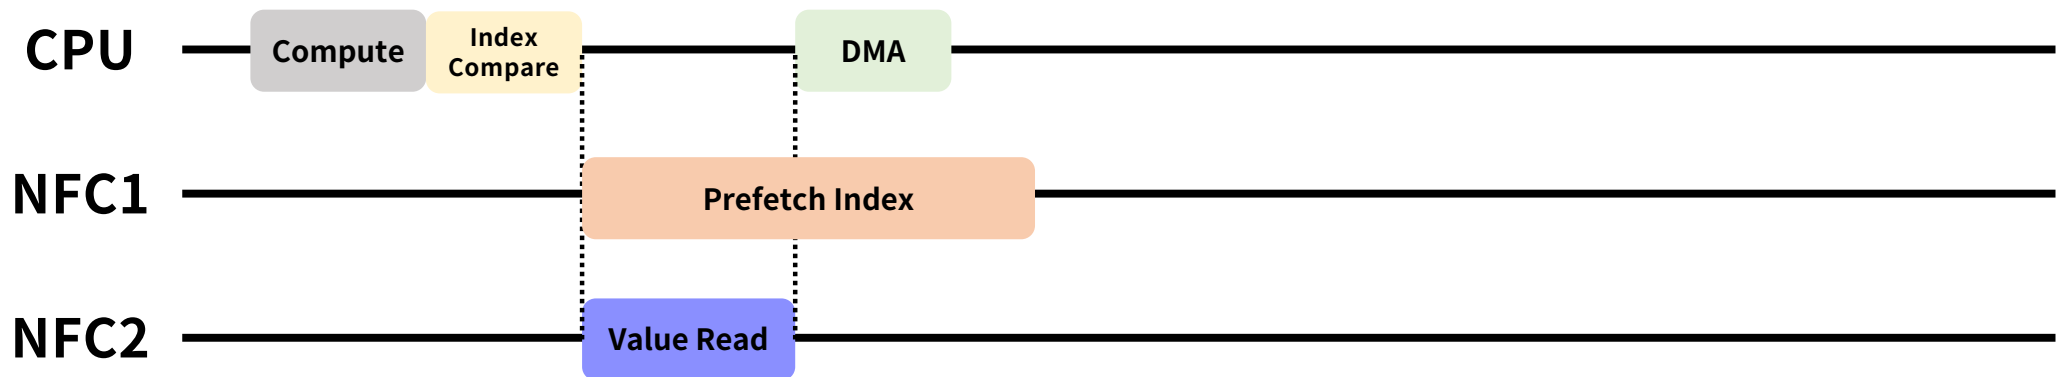 CPU
Compute
Index
Compare
DMA
NFC1
Prefetch Index
NFC2
Value Read